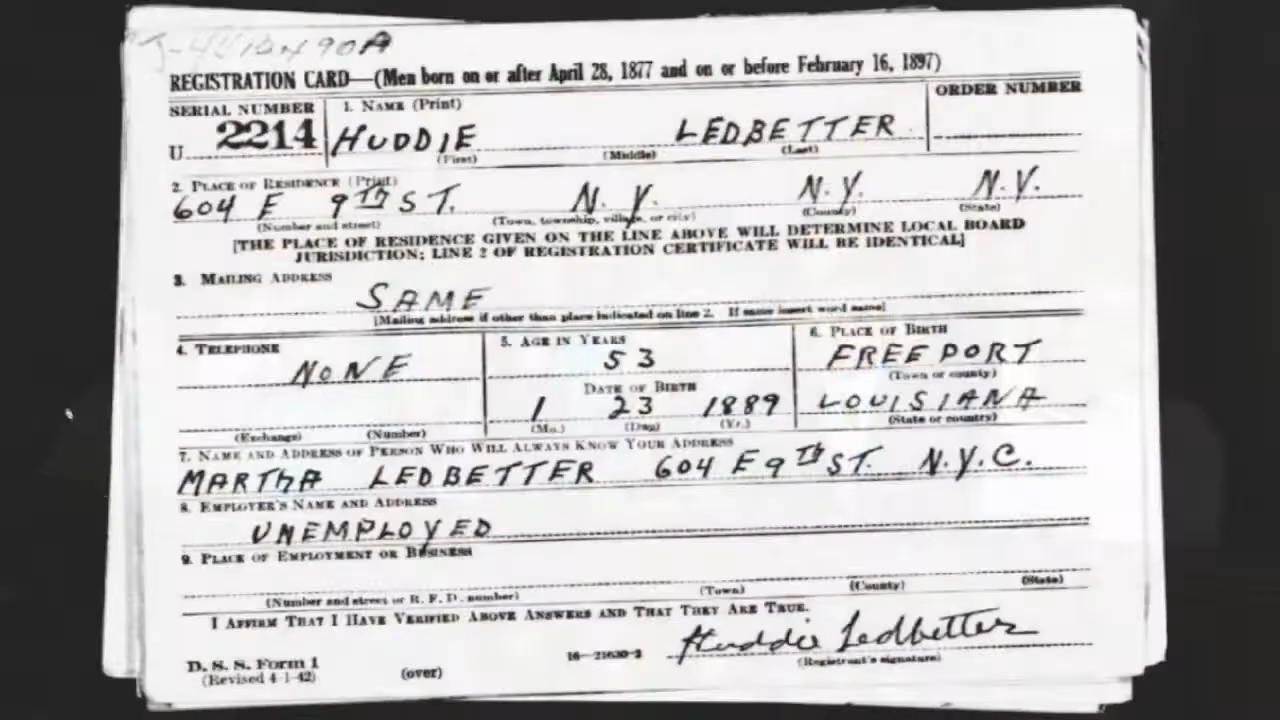 REGISTRATION CARD—(Men born on or after April 28, 1877 and on or before February 16, 1897)
SERIAL NUMBER 1. NAME (Print) ORDER NUMBER
U 2214 HUDDIE LEDBETTER
(First) (Middle) (Last)
2. PLACE OF RESIDENCE (Print)
604 E 9TH ST. N. Y. N.Y. N.Y.
(Number and street) (Town, township, village, or city) (County) (State)
[THE PLACE OF RESIDENCE GIVEN ON THE LINE ABOVE WILL DETERMINE LOCAL BOARD
JURISDICTION; LINE 2 OF REGISTRATION CERTIFICATE WILL BE IDENTICAL]
3. MAILING ADDRESS
SAME
[Mailing address if other than place indicated on line 2. If same insert word same]
4. TELEPHONE 5. AGE IN YEARS 6. PLACE OF BIRTH
NONE 53 FREEPORT
DATE OF BIRTH (Town or county)
1 23 1889 LOUISIANA
(Exchange) (Number) (Mo.) (Day) (Yr.) (State or country)
7. NAME AND ADDRESS OF PERSON WHO WILL ALWAYS KNOW YOUR ADDRESS
MARTHA LEDBETTER 604 E 9TH ST. N.Y.C.
8. EMPLOYER'S NAME AND ADDRESS
UNEMPLOYED
9. PLACE OF EMPLOYMENT OR BUSINESS
(Number and street or R. F. D. number) (Town) (County) (State)
I AFFIRM THAT I HAVE VERIFIED ABOVE ANSWERS AND THAT THEY ARE TRUE.
Huddie Ledbetter
D. S. S. Form 1 16—21630-2 (Registrant's signature)
(Revised 4-1-42) (over)